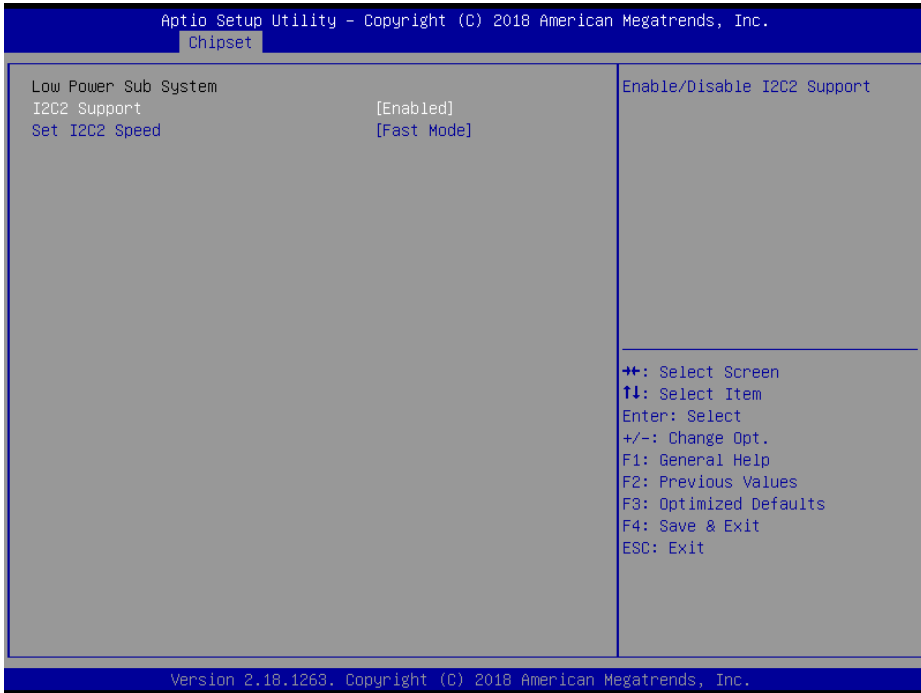 Aptio Setup Utility – Copyright (C) 2018 American Megatrends, Inc.
Chipset
Low Power Sub System
I2C2 Support [Enabled]
Set I2C2 Speed [Fast Mode]
Enable/Disable I2C2 Support
→←: Select Screen
↑↓: Select Item
Enter: Select
+/-: Change Opt.
F1: General Help
F2: Previous Values
F3: Optimized Defaults
F4: Save & Exit
ESC: Exit
Version 2.18.1263. Copyright (C) 2018 American Megatrends, Inc.